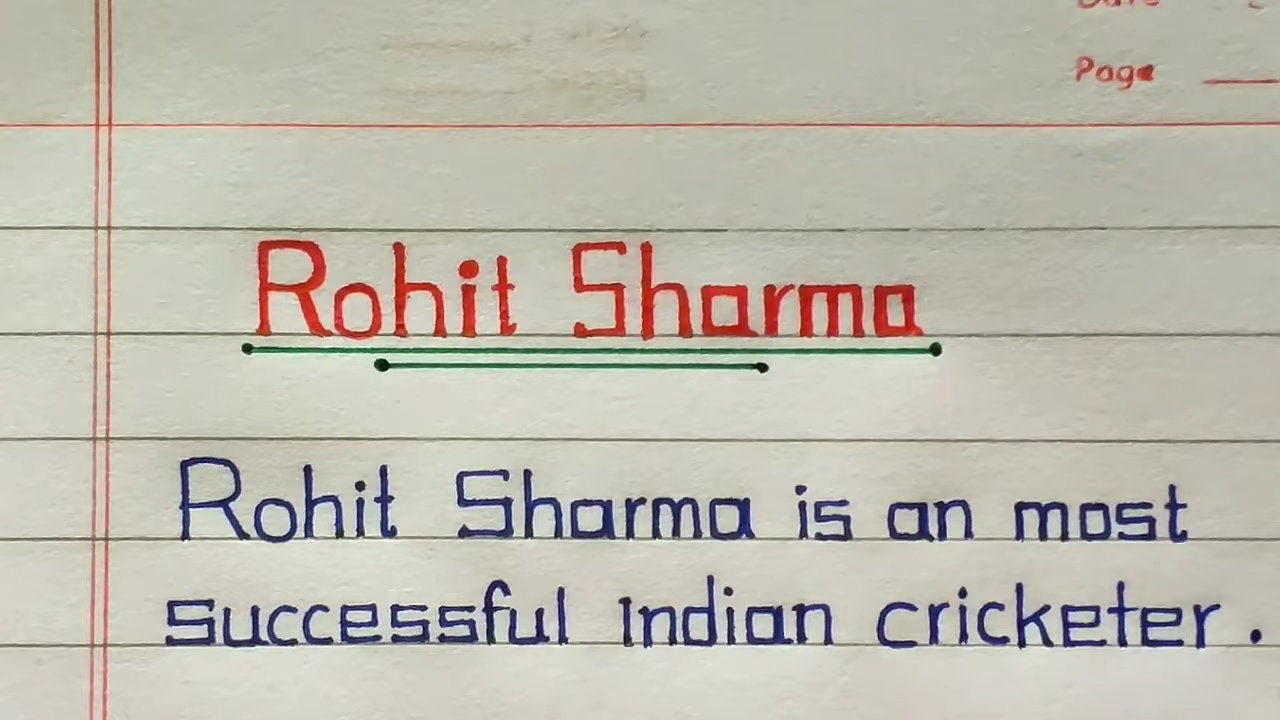 Page
Rohit Sharma
Rohit Sharma is an most
successful Indian cricketer.